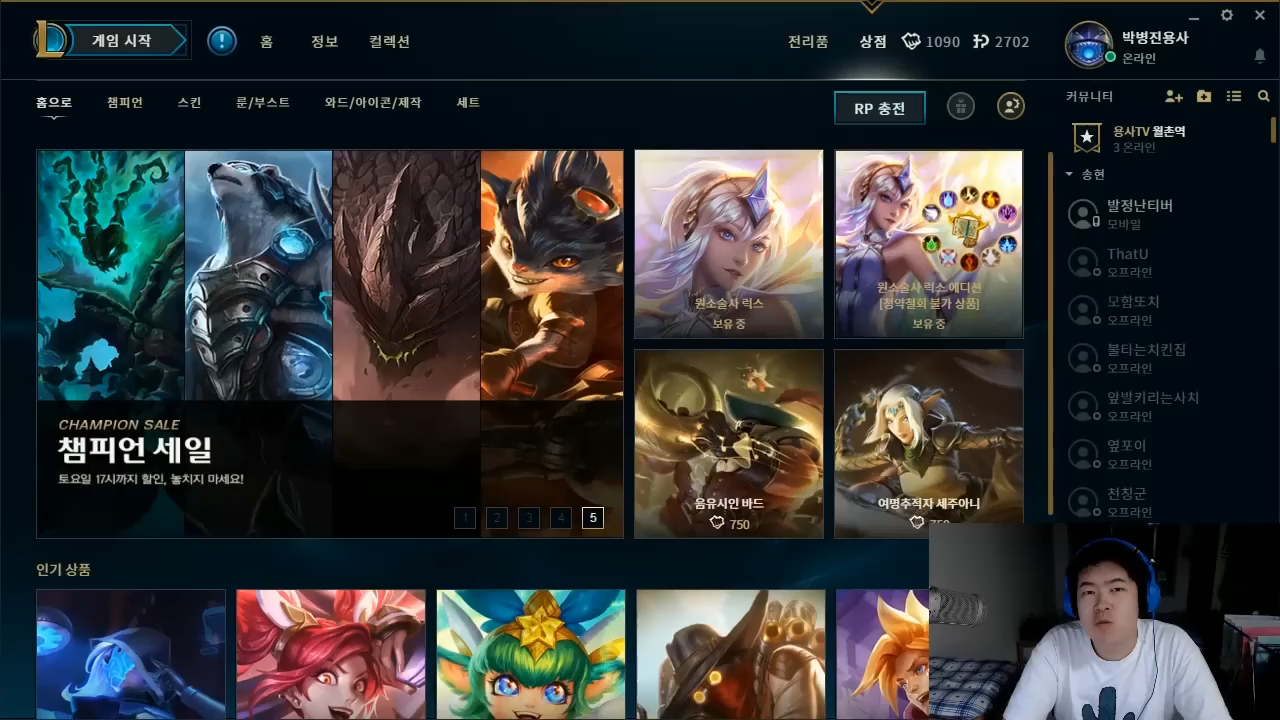 게임 시작
홈
정보
컬렉션
전리품
상점
1090
2702
박병진용사
온라인
홈으로
챔피언
스킨
룬/부스트
와드/아이콘/제작
세트
RP 충전
커뮤니티
용사TV 월촌역
3 온라인
송현
발정난티버
모바일
ThatU
오프라인
모함또치
오프라인
불타는치킨집
오프라인
앞발키리는사치
오프라인
옆포이
오프라인
천칭군
오프라인
CHAMPION SALE
챔피언 세일
토요일 17시까지 할인, 놓치지 마세요!
1 2 3 4 5
원소술사 럭스
보유 중
원소술사 럭스 에디션
[청약철회 불가 상품]
보유 중
음유시인 바드
750
여명추적자 세주아니
750
인기 상품